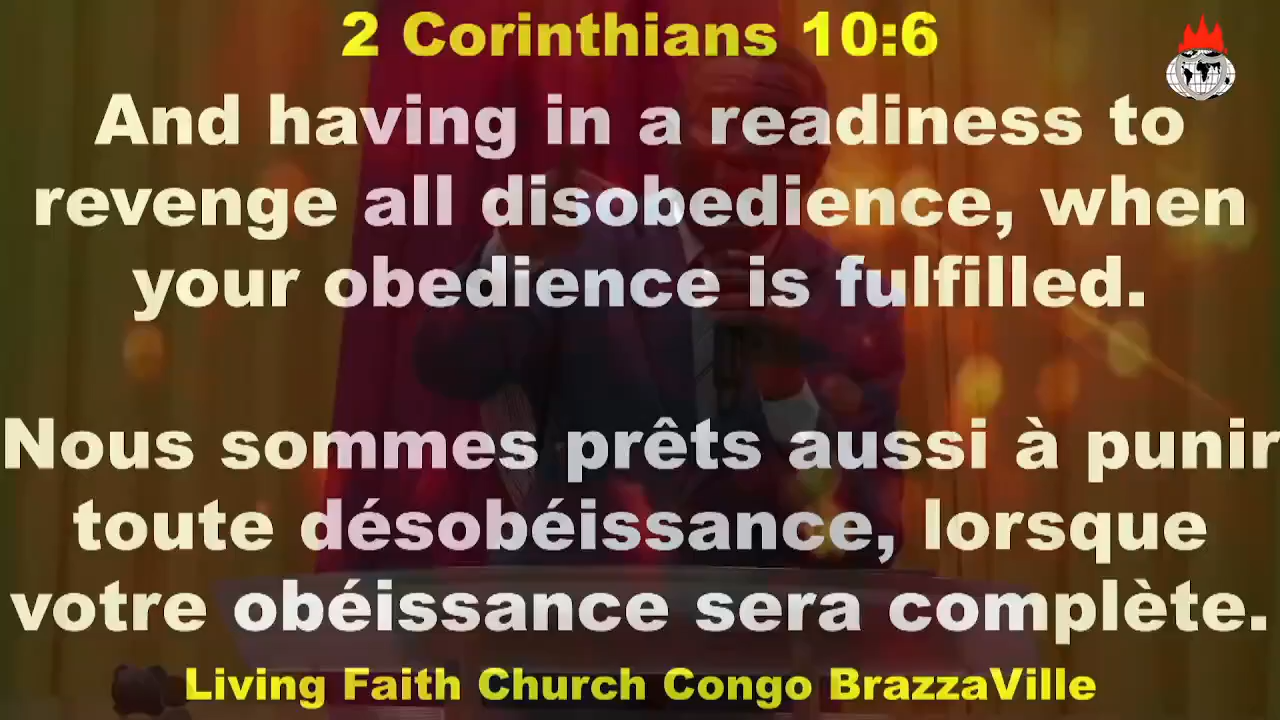 2 Corinthians 10:6
And having in a readiness to
revenge all disobedience, when
your obedience is fulfilled.
Nous sommes prêts aussi à punir
toute désobéissance, lorsque
votre obéissance sera complète.
Living Faith Church Congo BrazzaVille